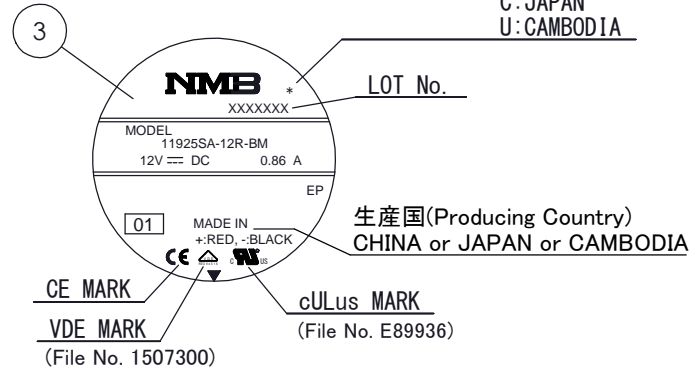 C:JAPAN
U:CAMBODIA
3
NMB *
XXXXXXX
LOT No.
MODEL
11925SA-12R-BM
12V DC 0.86 A
EP
01
MADE IN
+:RED, -:BLACK
生産国(Producing Country)
CHINA or JAPAN or CAMBODIA
CE
c US
CE MARK
VDE MARK
(File No. 1507300)
cULus MARK
(File No. E89936)